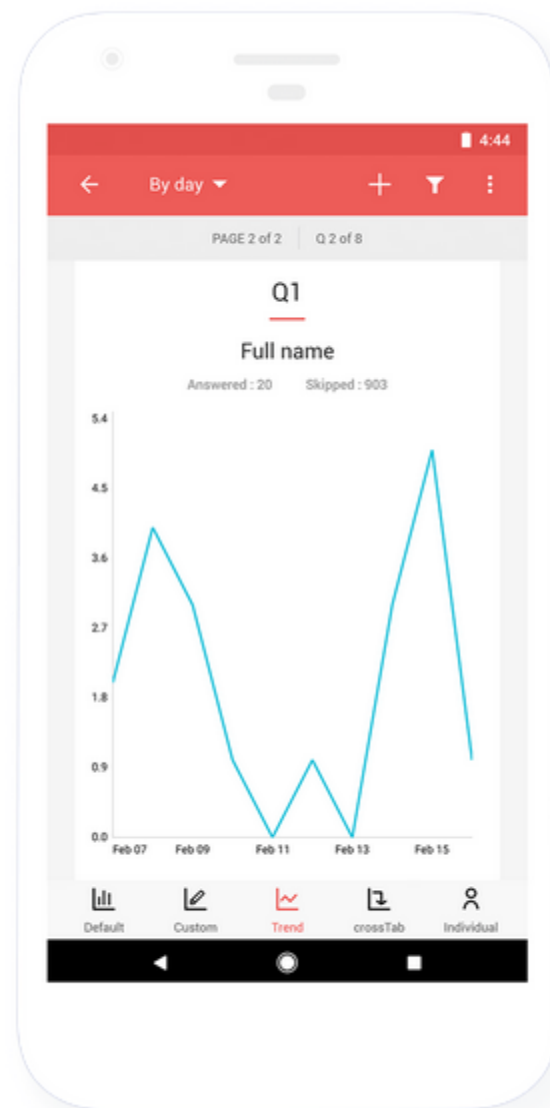 4:44
By day
PAGE 2 of 2 Q 2 of 8
Q1
Full name
Answered : 20 Skipped : 903
5.4
4.5
3.6
2.7
1.8
0.9
0.0
Feb 07 Feb 09 Feb 11 Feb 13 Feb 15
Default Custom Trend crossTab Individual